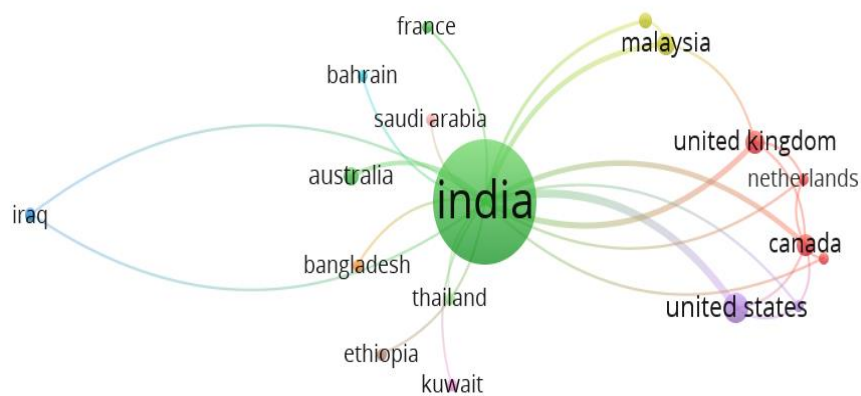 france
malaysia
bahrain
saudi arabia
united kingdom
australia
netherlands
india
iraq
canada
bangladesh
thailand
united states
ethiopia
kuwait